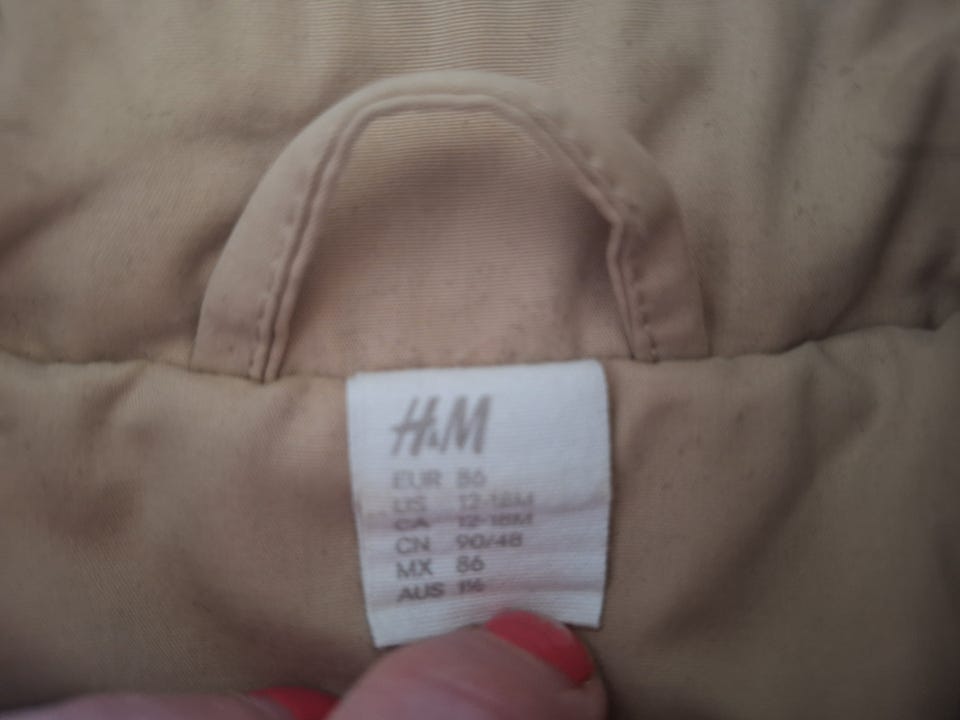 H&M
EUR 86
US 12-18M
CA 12-18M
CN 90/48
MX 86
AUS 1½